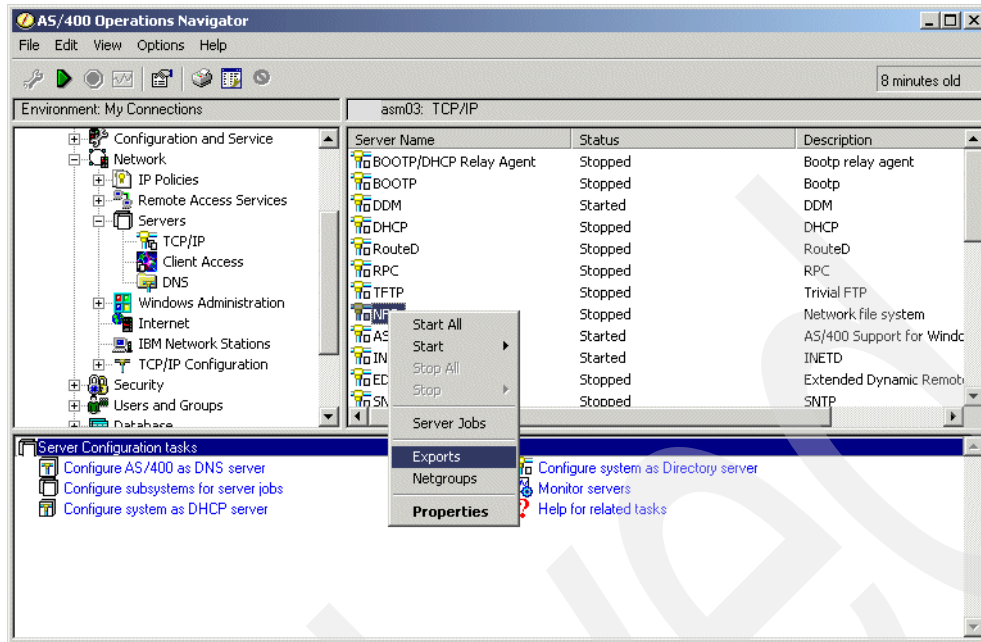 AS/400 Operations Navigator
File Edit View Options Help
8 minutes old
Environment: My Connections
asm03: TCP/IP
Configuration and Service
Network
IP Policies
Remote Access Services
Servers
TCP/IP
Client Access
DNS
Windows Administration
Internet
IBM Network Stations
TCP/IP Configuration
Security
Users and Groups
Database
Server Name Status Description
BOOTP/DHCP Relay Agent Stopped Bootp relay agent
BOOTP Stopped Bootp
DDM Started DDM
DHCP Stopped DHCP
RouteD Stopped RouteD
RPC Stopped RPC
TFTP Stopped Trivial FTP
Stopped Network file system
AS Started AS/400 Support for Windo
IN Started INETD
ED Stopped Extended Dynamic Remot
SN Stopped SNTP
Start All
Start
Stop All
Stop
Server Jobs
Exports
Netgroups
Properties
Server Configuration tasks
Configure AS/400 as DNS server
Configure subsystems for server jobs
Configure system as DHCP server
Configure system as Directory server
Monitor servers
Help for related tasks